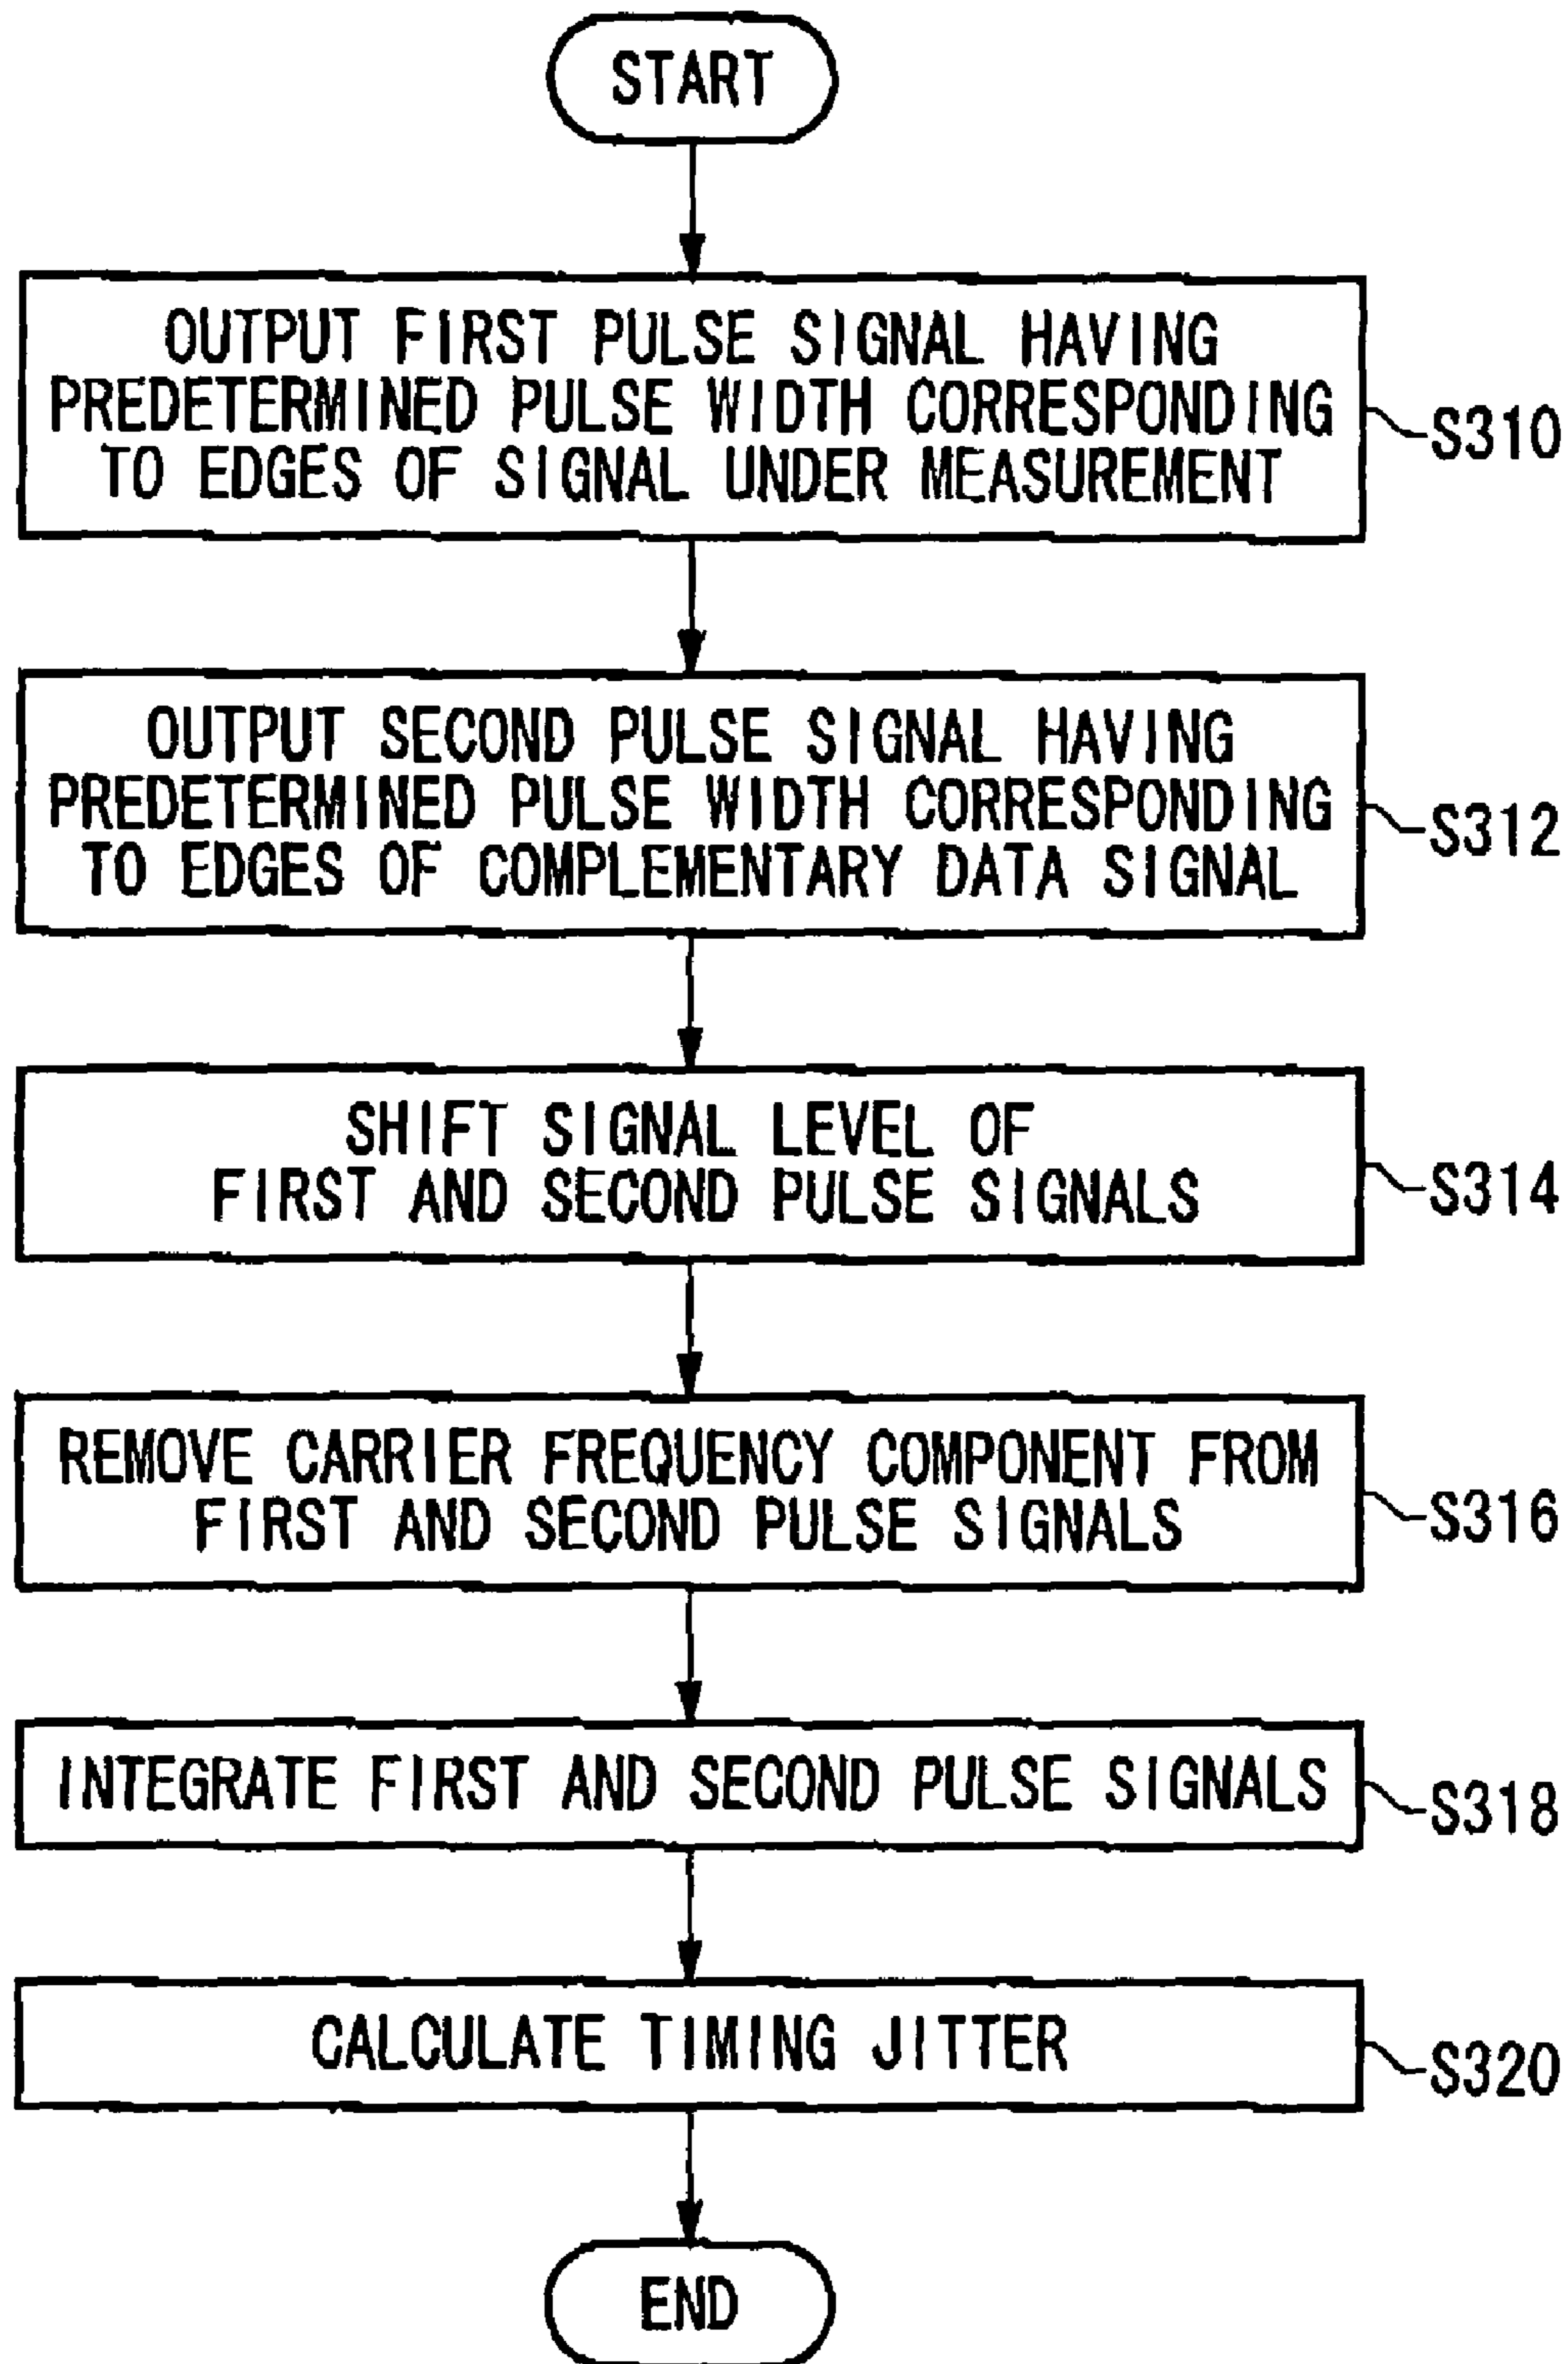 START
OUTPUT FIRST PULSE SIGNAL HAVING
PREDETERMINED PULSE WIDTH CORRESPONDING
TO EDGES OF SIGNAL UNDER MEASUREMENT
S310
OUTPUT SECOND PULSE SIGNAL HAVING
PREDETERMINED PULSE WIDTH CORRESPONDING
TO EDGES OF COMPLEMENTARY DATA SIGNAL
S312
SHIFT SIGNAL LEVEL OF
FIRST AND SECOND PULSE SIGNALS
S314
REMOVE CARRIER FREQUENCY COMPONENT FROM
FIRST AND SECOND PULSE SIGNALS
S316
INTEGRATE FIRST AND SECOND PULSE SIGNALS
S318
CALCULATE TIMING JITTER
S320
END